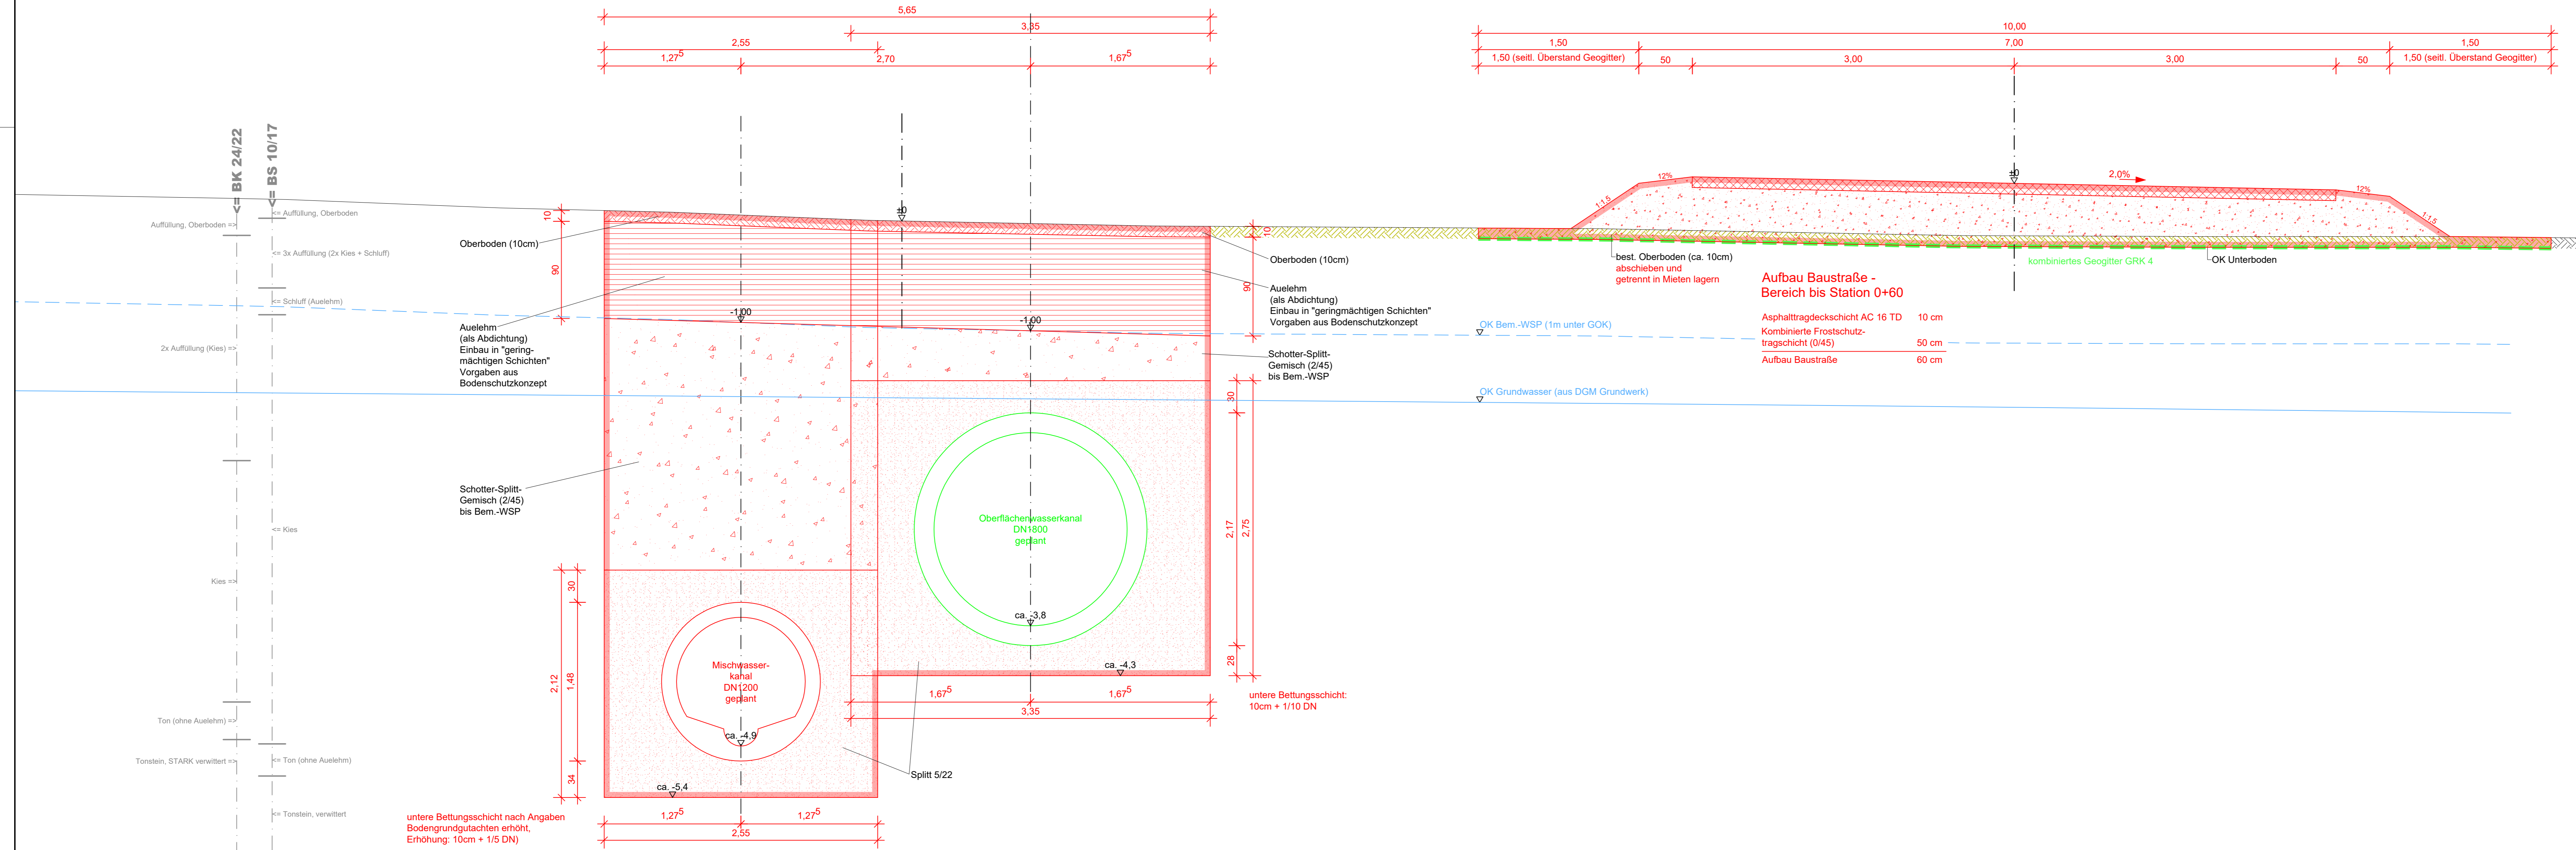 5,65
3,35
2,55
1,27⁵
2,70
1,67⁵
10,00
1,50
7,00
1,50
1,50 (seitl. Überstand Geogitter)
50
3,00
3,00
50
1,50 (seitl. Überstand Geogitter)
<= BK 24/22
<= BS 10/17
Auffüllung, Oberboden =>
<= Auffüllung, Oberboden
<= 3x Auffüllung (2x Kies + Schluff)
<= Schluff (Auelehm)
2x Auffüllung (Kies) =>
<= Kies
Kies =>
Ton (ohne Auelehm) =>
<= Ton (ohne Auelehm)
Tonstein, STARK verwittert =>
<= Tonstein, verwittert
10
90
Oberboden (10cm)
Auelehm
(als Abdichtung)
Einbau in "gering-
mächtigen Schichten"
Vorgaben aus
Bodenschutzkonzept
Schotter-Splitt-
Gemisch (2/45)
bis Bem.-WSP
±0
-1,00
-1,00
10
90
Oberboden (10cm)
Auelehm
(als Abdichtung)
Einbau in "geringmächtigen Schichten"
Vorgaben aus Bodenschutzkonzept
Schotter-Splitt-
Gemisch (2/45)
bis Bem.-WSP
30
2,17
2,75
28
Oberflächenwasserkanal
DN1800
geplant
ca. -3,8
ca. -4,3
1,67⁵
1,67⁵
3,35
untere Bettungsschicht:
10cm + 1/10 DN
30
2,12
1,48
34
Mischwasser-
kanal
DN1200
geplant
ca. -4,9
ca. -5,4
Splitt 5/22
1,27⁵
1,27⁵
2,55
untere Bettungsschicht nach Angaben
Bodengrundgutachten erhöht,
Erhöhung: 10cm + 1/5 DN)
OK Bem.-WSP (1m unter GOK)
OK Grundwasser (aus DGM Grundwerk)
1:1,5
12%
±0
2,0%
12%
1:1,5
best. Oberboden (ca. 10cm)
abschieben und
getrennt in Mieten lagern
kombiniertes Geogitter GRK 4
OK Unterboden
Aufbau Baustraße -
Bereich bis Station 0+60
Asphalttragdeckschicht AC 16 TD 10 cm
Kombinierte Frostschutz-
tragschicht (0/45) 50 cm
Aufbau Baustraße 60 cm